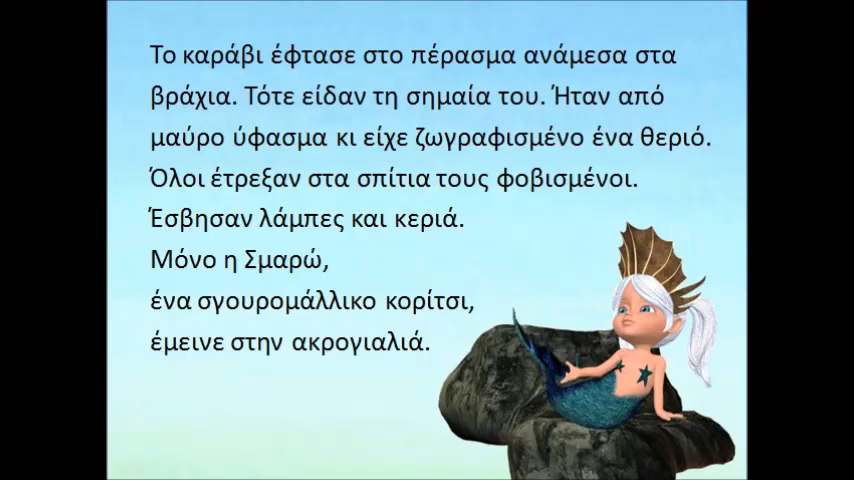 Το καράβι έφτασε στο πέρασμα ανάμεσα στα
βράχια. Τότε είδαν τη σημαία του. Ήταν από
μαύρο ύφασμα κι είχε ζωγραφισμένο ένα θεριό.
Όλοι έτρεξαν στα σπίτια τους φοβισμένοι.
Έσβησαν λάμπες και κεριά.
Μόνο η Σμαρώ,
ένα σγουρομάλλικο κορίτσι,
έμεινε στην ακρογιαλιά.